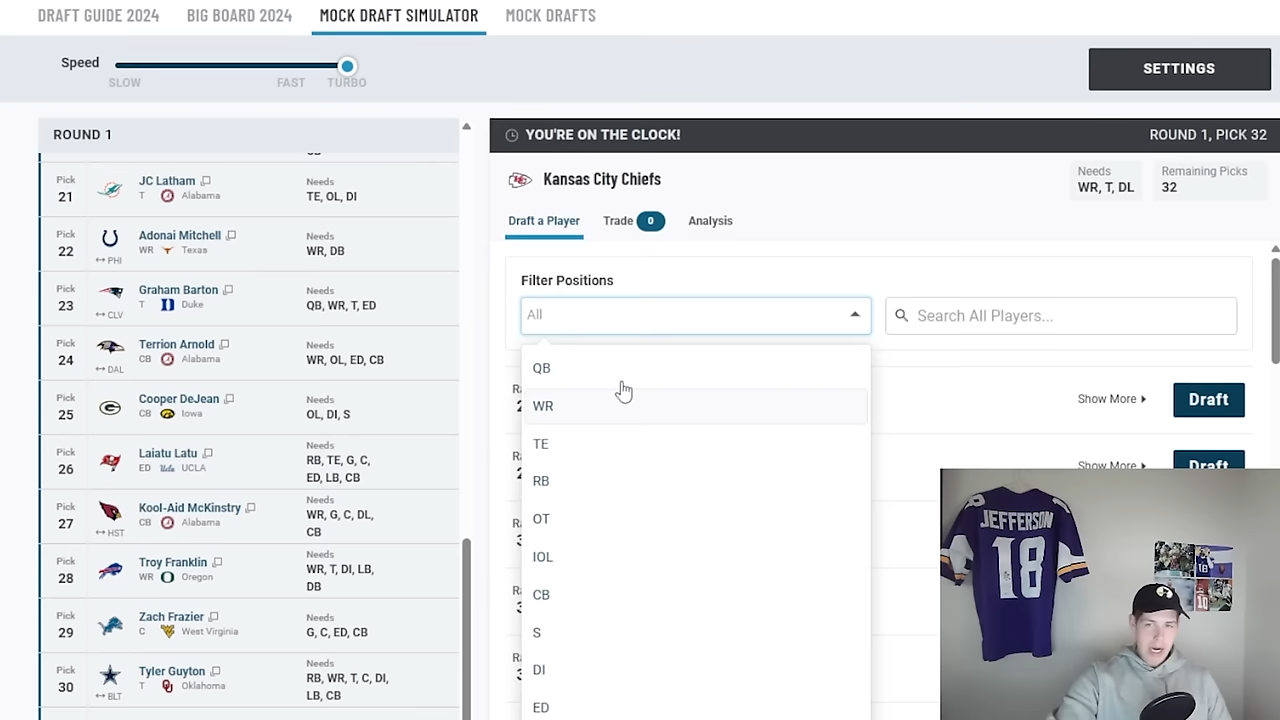 DRAFT GUIDE 2024
BIG BOARD 2024
MOCK DRAFT SIMULATOR
MOCK DRAFTS
Speed
SLOW
FAST
TURBO
SETTINGS
ROUND 1
Pick
21
JC Latham
T
Alabama
Needs
TE, OL, DI
Pick
22
↔ PHI
Adonai Mitchell
WR
Texas
Needs
WR, DB
Pick
23
↔ CLV
Graham Barton
T
Duke
Needs
QB, WR, T, ED
Pick
24
↔ DAL
Terrion Arnold
CB
Alabama
Needs
WR, OL, ED, CB
Pick
25
Cooper DeJean
CB
Iowa
Needs
OL, DI, S
Pick
26
Laiatu Latu
ED
UCLA
Needs
RB, TE, G, C,
ED, LB, CB
Pick
27
↔ HST
Kool-Aid McKinstry
CB
Alabama
Needs
WR, G, C, DL,
CB
Pick
28
Troy Franklin
WR
Oregon
Needs
WR, T, DI, LB,
DB
Pick
29
Zach Frazier
C
West Virginia
Needs
G, C, ED, CB
Pick
30
↔ BLT
Tyler Guyton
T
Oklahoma
Needs
RB, WR, T, C, DI,
LB, CB
YOU'RE ON THE CLOCK!
ROUND 1, PICK 32
Kansas City Chiefs
Needs
WR, T, DL
Remaining Picks
32
Draft a Player
Trade
0
Analysis
Filter Positions
All
Search All Players...
QB
WR
TE
RB
OT
IOL
CB
S
DI
ED
Show More
Draft
Show More
Draft
JEFFERSON
18